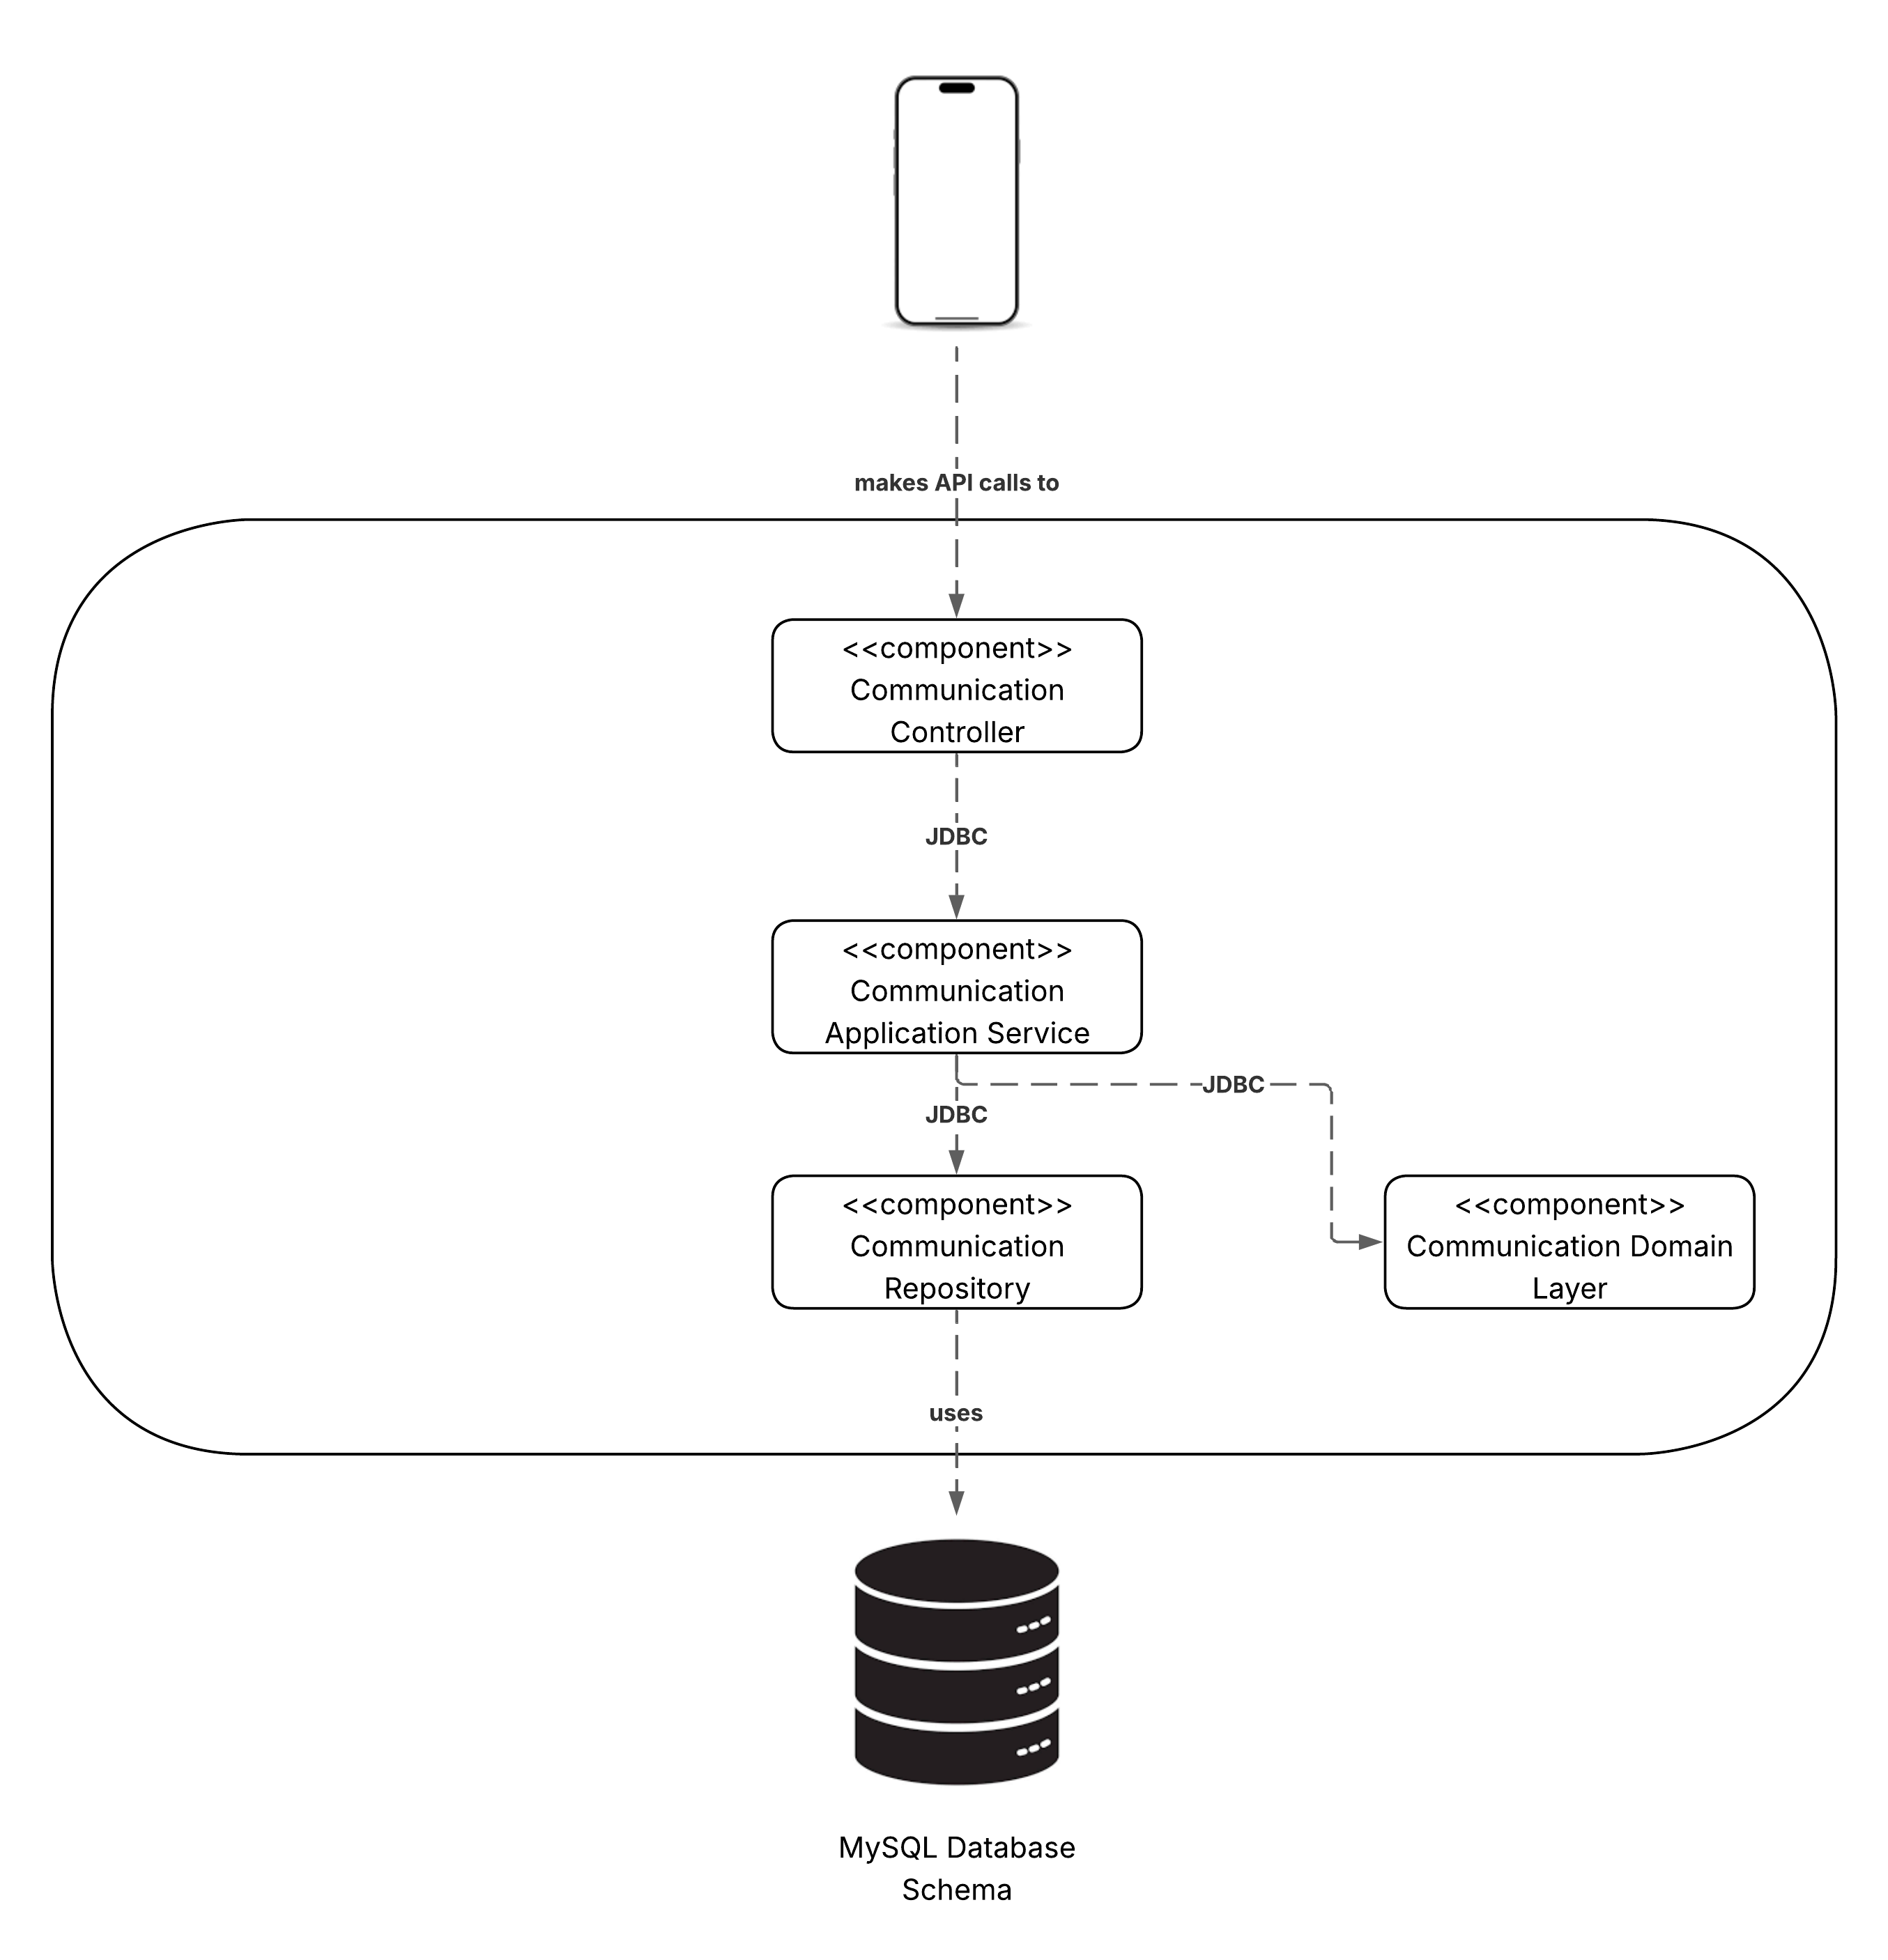 makes API calls to
<<component>>
Communication
Controller
JDBC
<<component>>
Communication
Application Service
JDBC
JDBC
<<component>>
Communication
Repository
<<component>>
Communication Domain
Layer
uses
MySQL Database
Schema